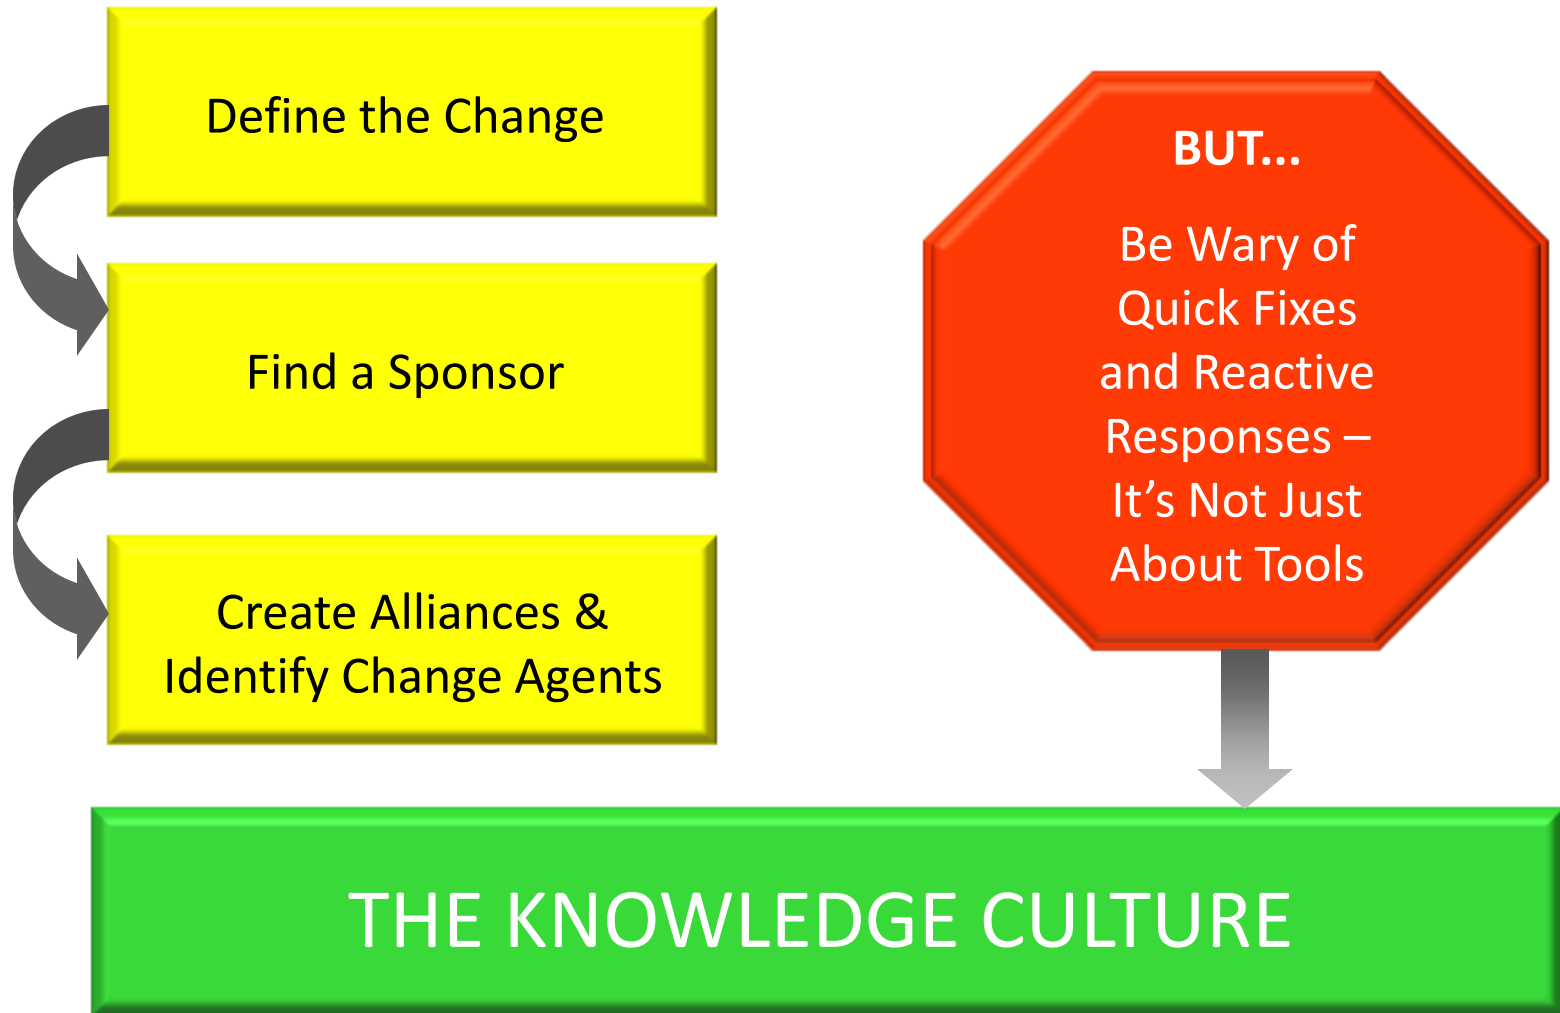 Define the Change
Find a Sponsor
Create Alliances &
Identify Change Agents
BUT...
Be Wary of
Quick Fixes
and Reactive
Responses –
It’s Not Just
About Tools
THE KNOWLEDGE CULTURE